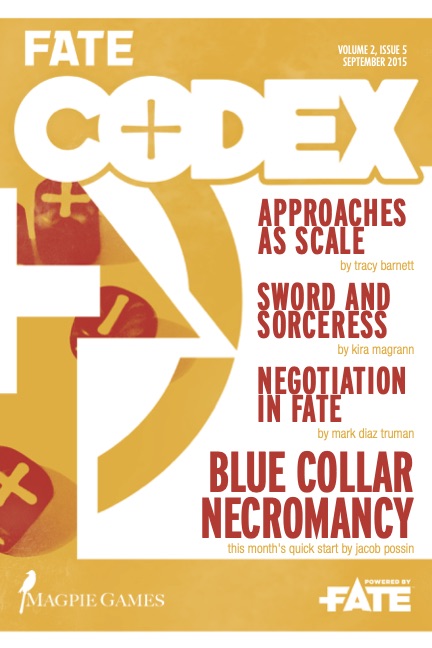 FATE
VOLUME 2, ISSUE 5
SEPTEMBER 2015
CODEX
APPROACHES
AS SCALE
by tracy barnett
SWORD AND
SORCERESS
by kira magrann
NEGOTIATION
IN FATE
by mark diaz truman
BLUE COLLAR
NECROMANCY
this month's quick start by jacob possin
MAGPIE GAMES
POWERED BY
FATE